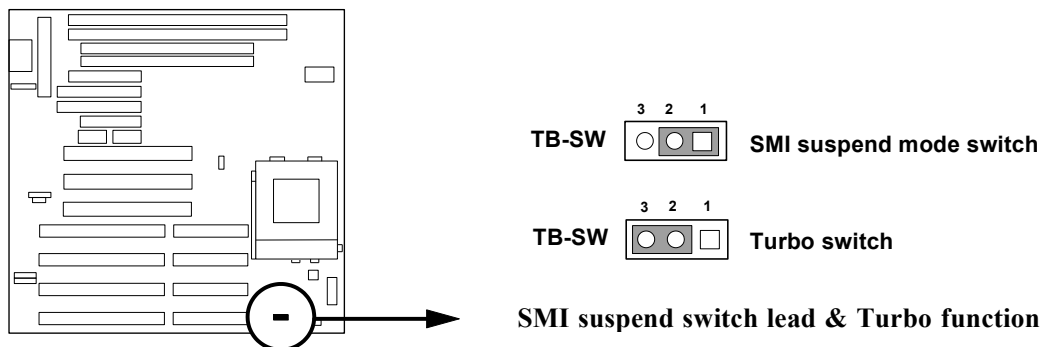 3 2 1
TB-SW SMI suspend mode switch
3 2 1
TB-SW Turbo switch
SMI suspend switch lead & Turbo function